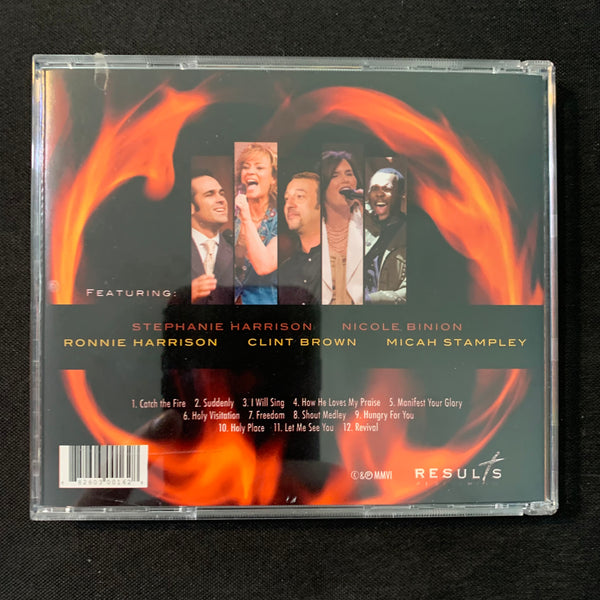 FEATURING:
STEPHANIE HARRISON NICOLE BINION
RONNIE HARRISON CLINT BROWN MICAH STAMPLEY
1. Catch the Fire 2. Suddenly 3. I Will Sing 4. How He Loves My Praise 5. Manifest Your Glory
6. Holy Visitation 7. Freedom 8. Shout Medley 9. Hungry For You
10. Holy Place 11. Let Me See You 12. Revival
©&℗ MMVI
RESULTS